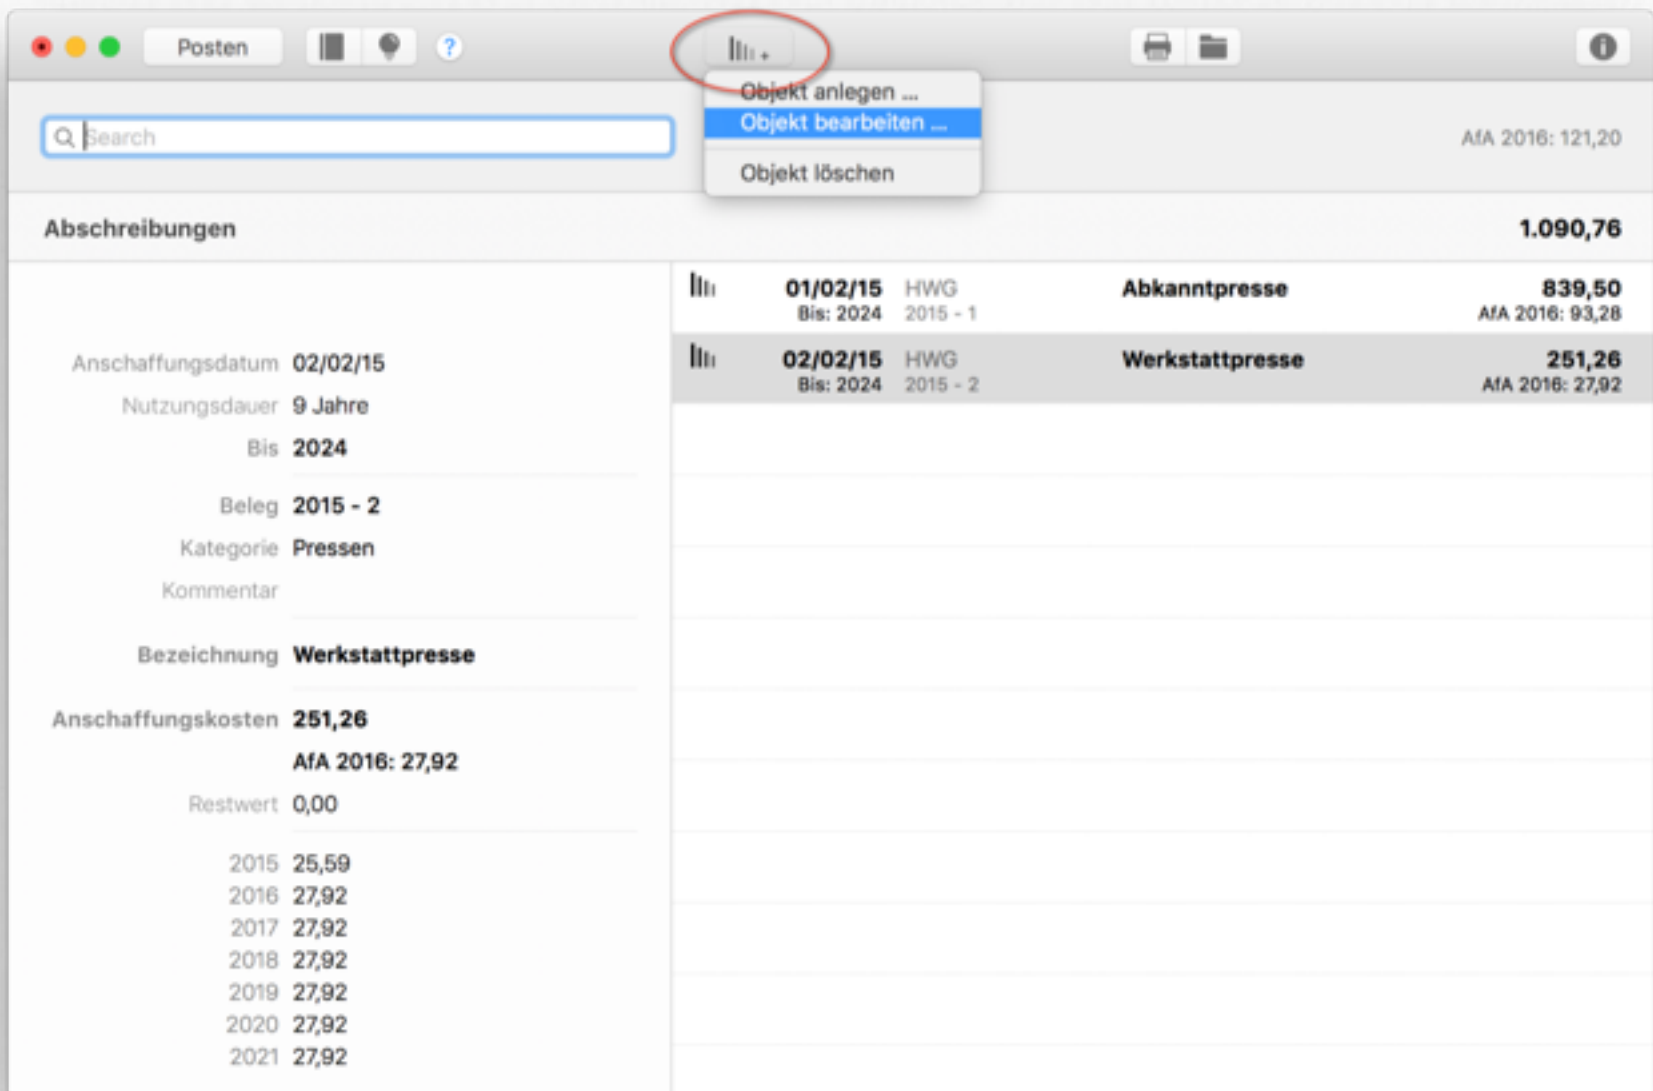 Posten
?
Objekt anlegen ...
Objekt bearbeiten ...
Objekt löschen
Search
AfA 2016: 121,20
Abschreibungen
1.090,76
Anschaffungsdatum 02/02/15
Nutzungsdauer 9 Jahre
Bis 2024
Beleg 2015 - 2
Kategorie Pressen
Kommentar
Bezeichnung Werkstattpresse
Anschaffungskosten 251,26
AfA 2016: 27,92
Restwert 0,00
2015 25,59
2016 27,92
2017 27,92
2018 27,92
2019 27,92
2020 27,92
2021 27,92
01/02/15 HWG Abkanntpresse 839,50
Bis: 2024 2015 - 1 AfA 2016: 93,28
02/02/15 HWG Werkstattpresse 251,26
Bis: 2024 2015 - 2 AfA 2016: 27,92